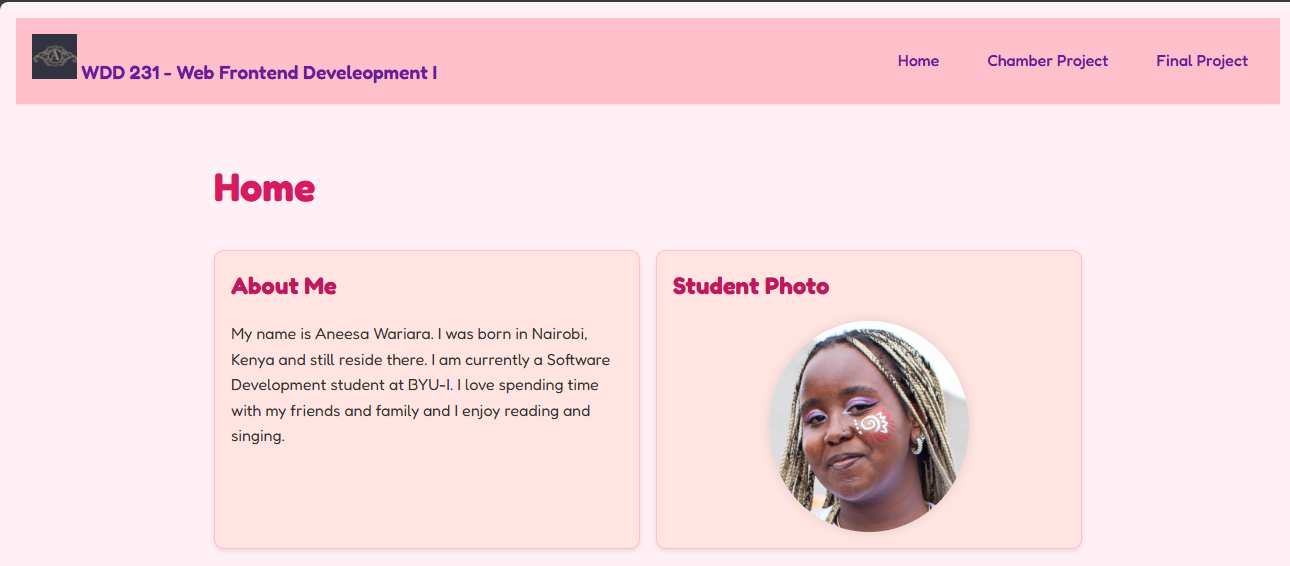 A
WDD 231 - Web Frontend Develeopment I
Home
Chamber Project
Final Project
Home
About Me
My name is Aneesa Wariara. I was born in Nairobi,
Kenya and still reside there. I am currently a Software
Development student at BYU-I. I love spending time
with my friends and family and I enjoy reading and
singing.
Student Photo